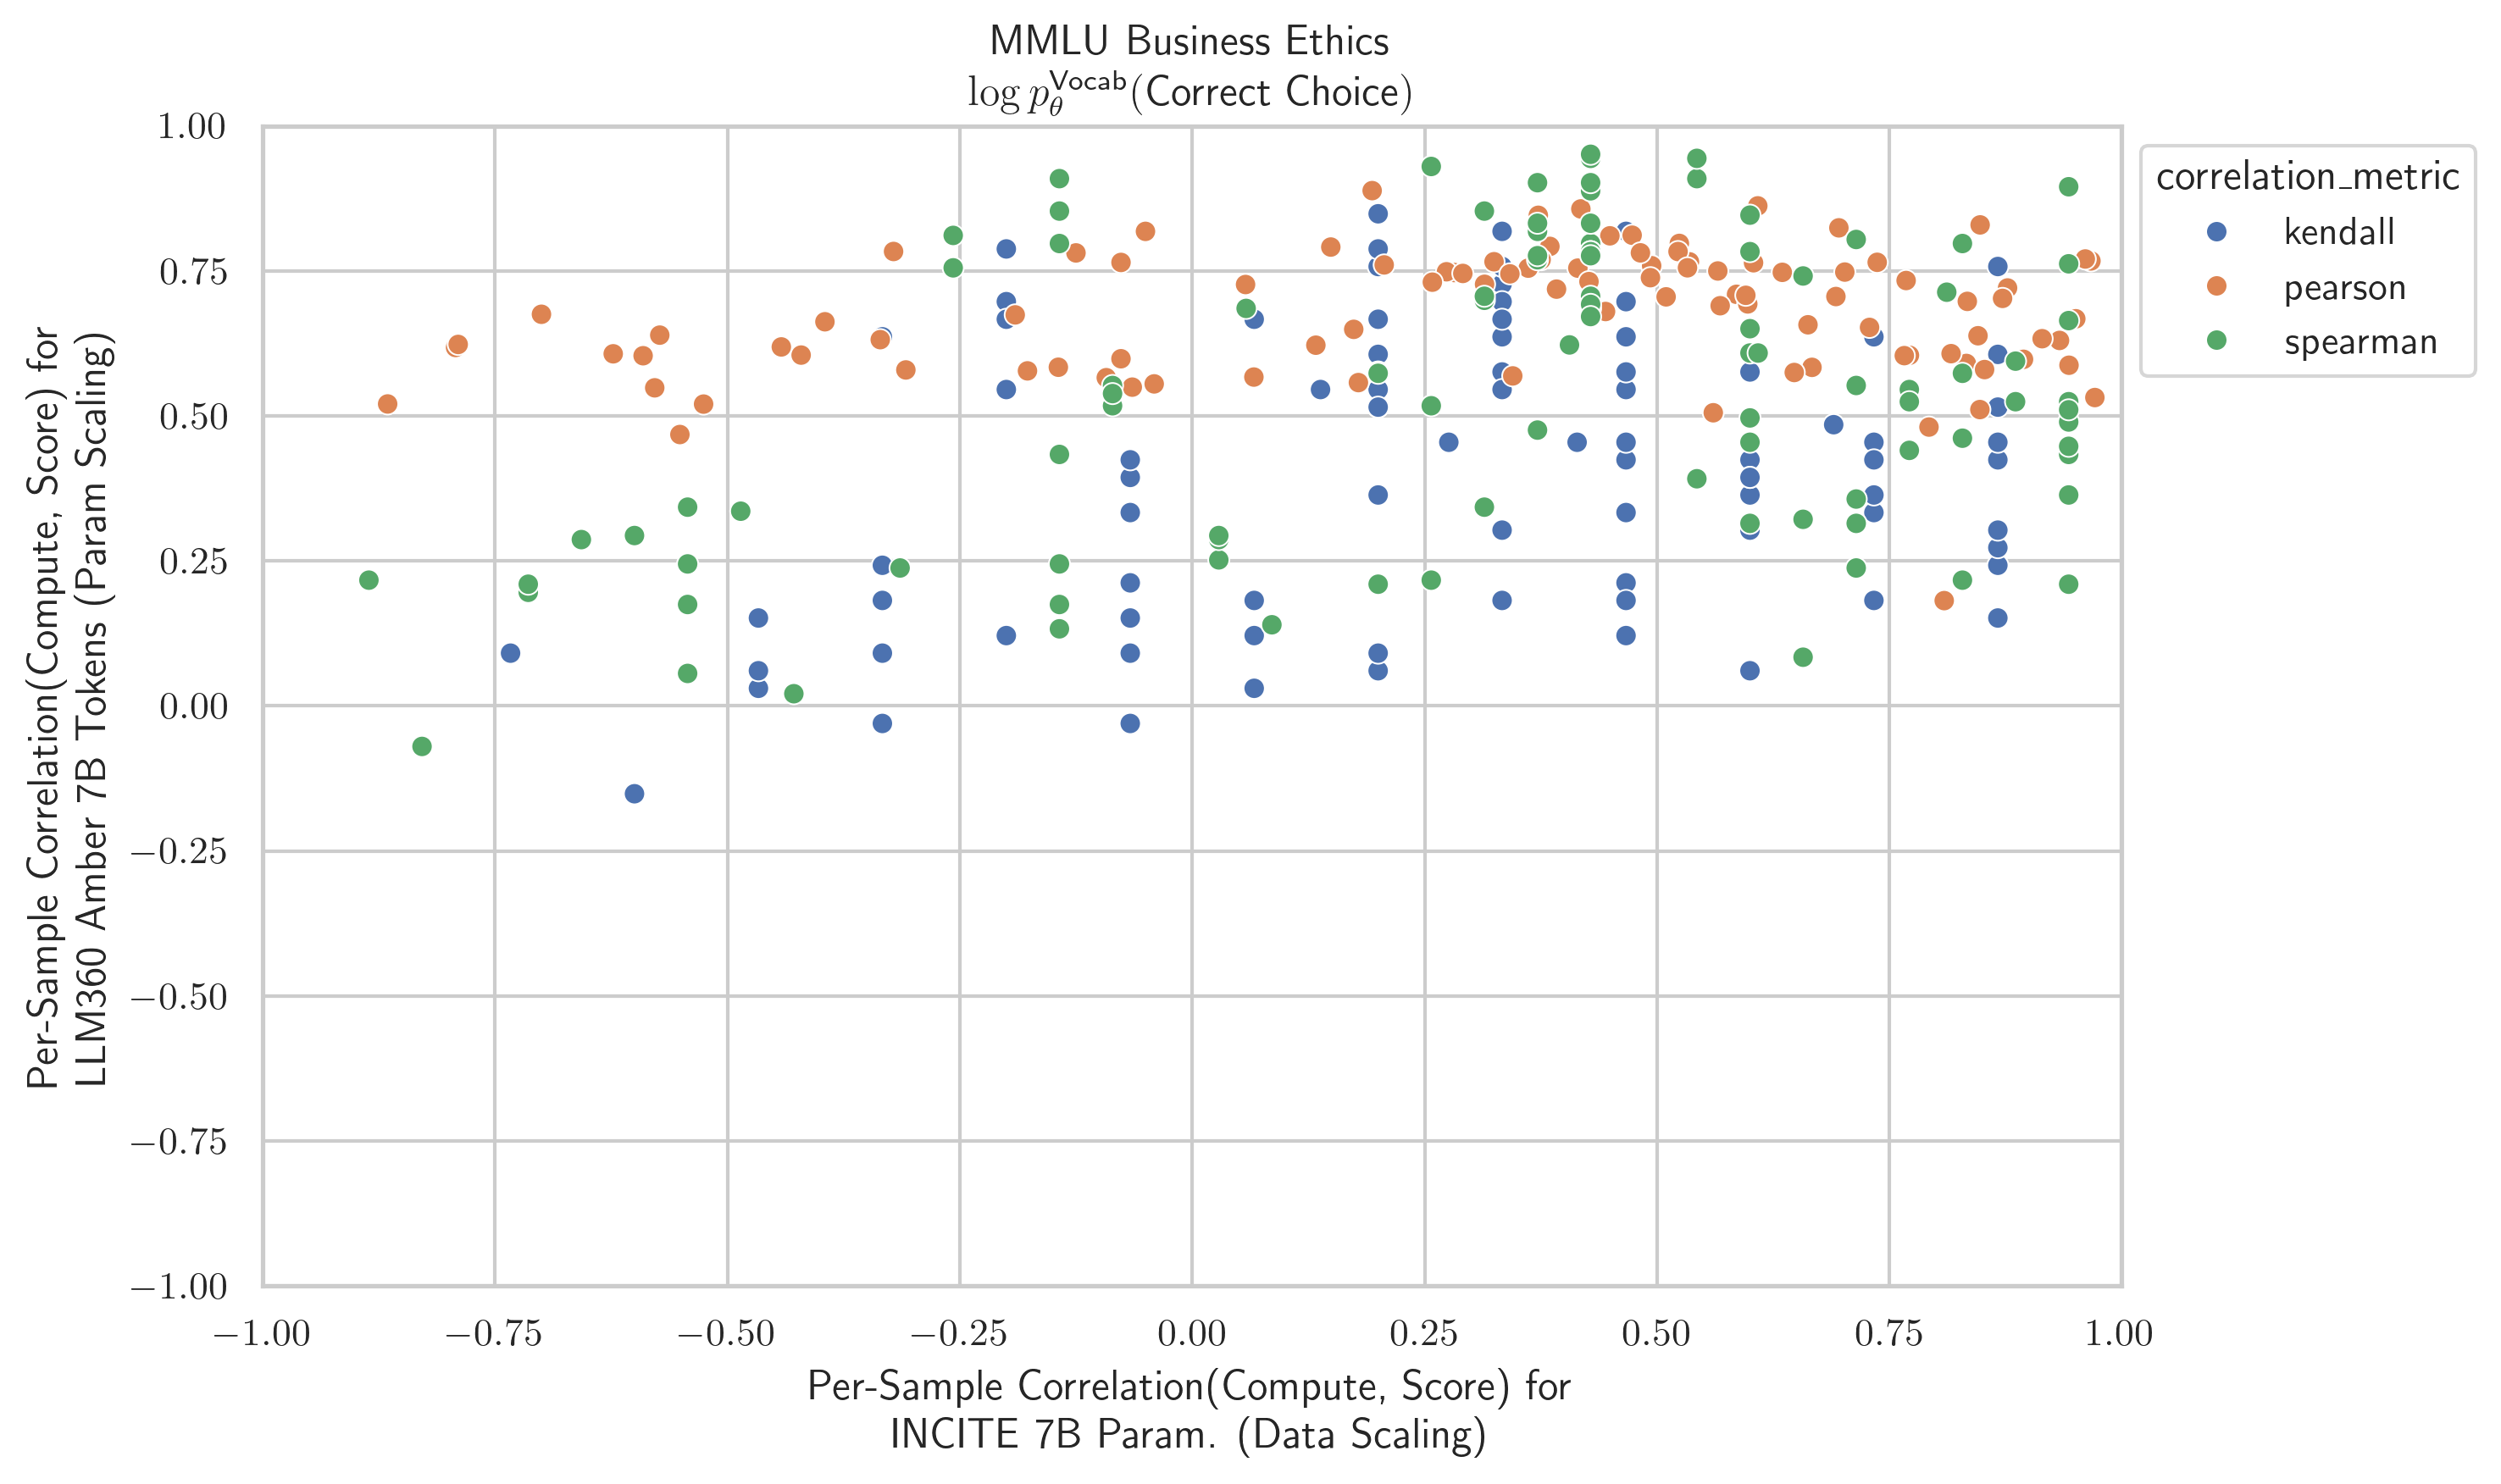 MMLU Business Ethics
log p_θ^Vocab(Correct Choice)
Per-Sample Correlation(Compute, Score) for
LLM360 Amber 7B Tokens (Param Scaling)
1.00
0.75
0.50
0.25
0.00
−0.25
−0.50
−0.75
−1.00
−1.00 −0.75 −0.50 −0.25 0.00 0.25 0.50 0.75 1.00
Per-Sample Correlation(Compute, Score) for
INCITE 7B Param. (Data Scaling)
correlation_metric
kendall
pearson
spearman